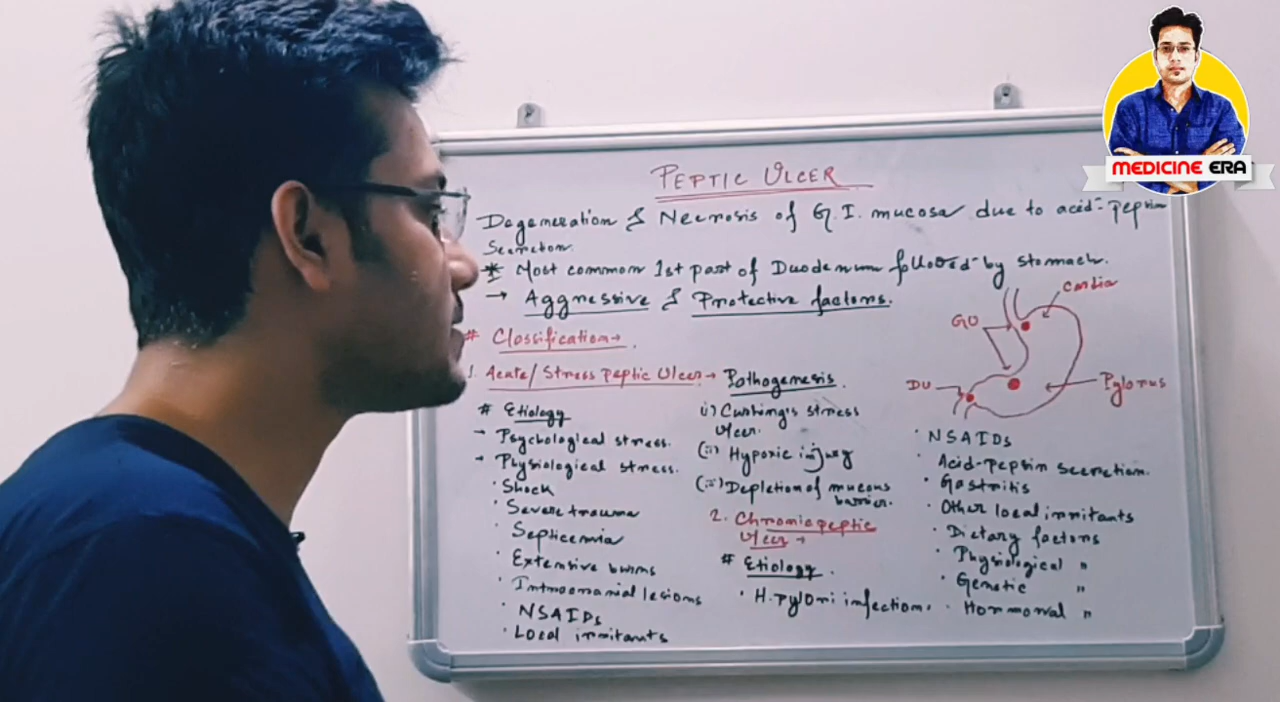 MEDICINE ERA
PEPTIC ULCER
Degeneration & Necrosis of G.I. mucosa due to acid-pepsin
secretion.
* Most common 1st part of Duodenum followed by stomach.
→ Aggressive & Protective factors.
# Classification→
1. Acute/Stress peptic Ulcer→
# Etiology
→ Psychological stress.
→ Physiological stress.
· Shock
· Severe trauma
· Septicemia
· Extensive burns
· Intracranial lesions
· NSAIDs
· Local irritants
Pathogenesis.
i) Cushing's stress
ulcer.
(ii) Hypoxic injury
(iii) Depletion of mucous
barrier.
2. Chronic peptic
Ulcer→
# Etiology.
· H. pylori infection.
cardia
GU
DU
Pylorus
· NSAIDs
· Acid-Pepsin secretion.
· Gastritis
· Other local irritants
· Dietary factors
· Physiological "
· Genetic "
· Hormonal "